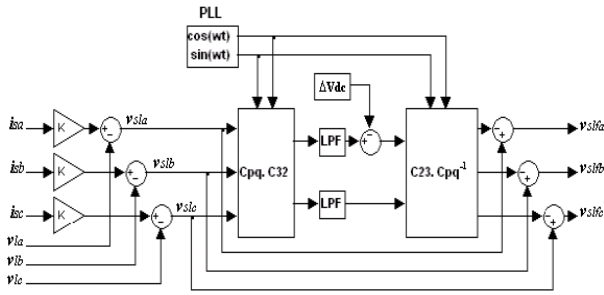 PLL
cos(wt)
sin(wt)
ΔVdc
isa
K
+
-
vsla
isb
K
+
-
vslb
isc
K
+
-
vslc
vla
vlb
vlc
Cpq. C32
LPF
+
-
LPF
C23. Cpq⁻¹
-
+
vslfa
-
+
vslfb
-
+
vslfc